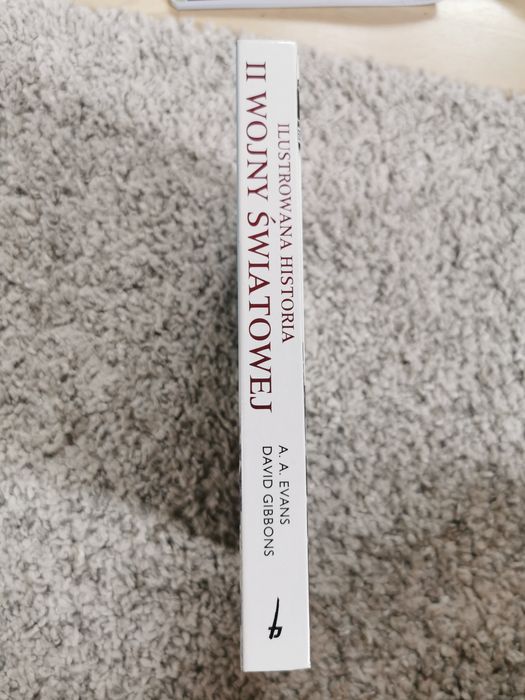 ILUSTROWANA HISTORIA
II WOJNY ŚWIATOWEJ
A. A. EVANS
DAVID GIBBONS